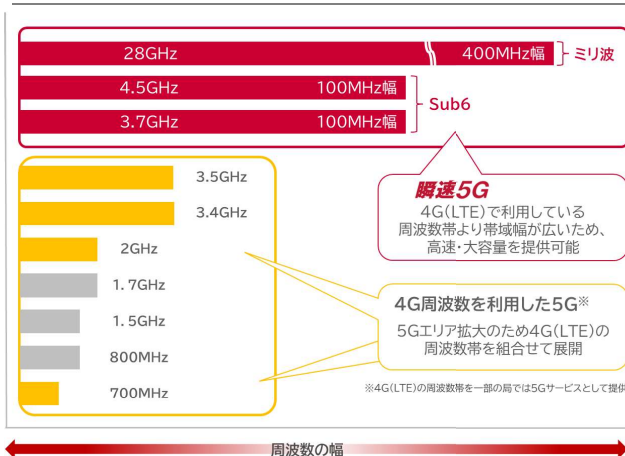 28GHz 400MHz幅 ミリ波
4.5GHz 100MHz幅
Sub6
3.7GHz 100MHz幅
瞬速5G
4G(LTE)で利用している
周波数帯より帯域幅が広いため、
高速・大容量を提供可能
3.5GHz
3.4GHz
2GHz
1.7GHz
1.5GHz
800MHz
700MHz
4G周波数を利用した5G※
5Gエリア拡大のため4G(LTE)の
周波数帯を組合せて展開
※4G(LTE)の周波数帯を一部の局では5Gサービスとして提供
周波数の幅